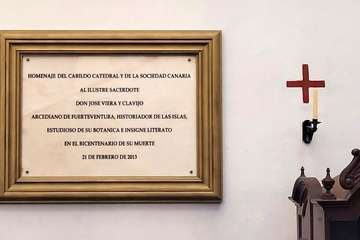 HOMENAJE DEL CABILDO CATEDRAL Y DE LA SOCIEDAD CANARIA
AL ILUSTRE SACERDOTE
DON JOSE VIERA Y CLAVIJO
ARCEDIANO DE FUERTEVENTURA, HISTORIADOR DE LAS ISLAS,
ESTUDIOSO DE SU BOTANICA E INSIGNE LITERATO
EN EL BICENTENARIO DE SU MUERTE
21 DE FEBRERO DE 2013